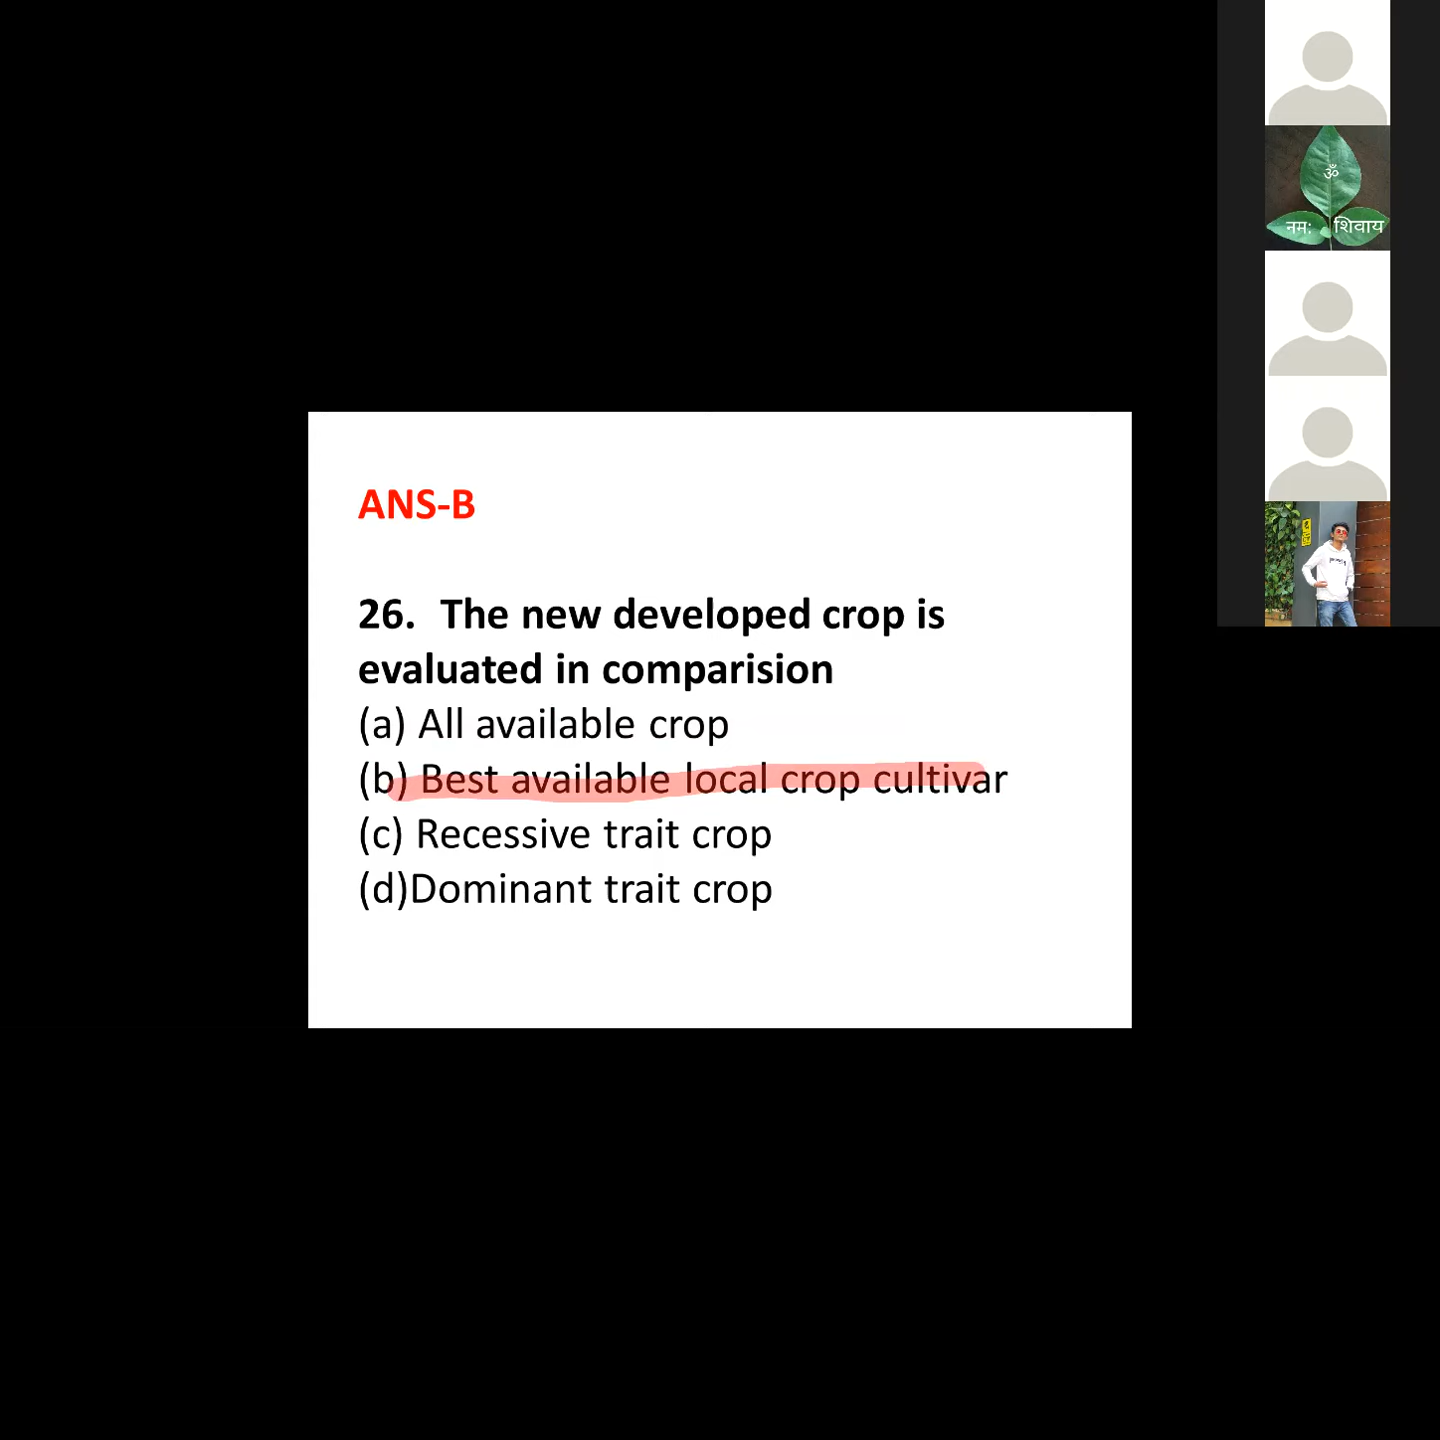 ANS-B
26. The new developed crop is
evaluated in comparision
(a) All available crop
(b) Best available local crop cultivar
(c) Recessive trait crop
(d)Dominant trait crop
ॐ
नमः शिवाय